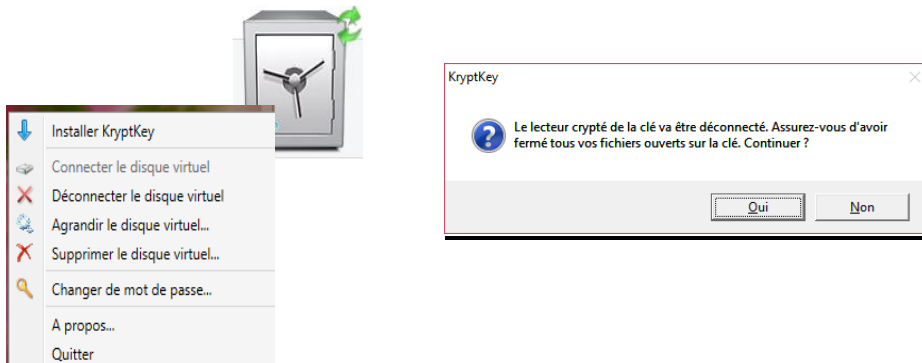 Installer KryptKey
Connecter le disque virtuel
Déconnecter le disque virtuel
Agrandir le disque virtuel...
Supprimer le disque virtuel...
Changer de mot de passe...
A propos...
Quitter
KryptKey
Le lecteur crypté de la clé va être déconnecté. Assurez-vous d'avoir
fermé tous vos fichiers ouverts sur la clé. Continuer ?
Oui
Non